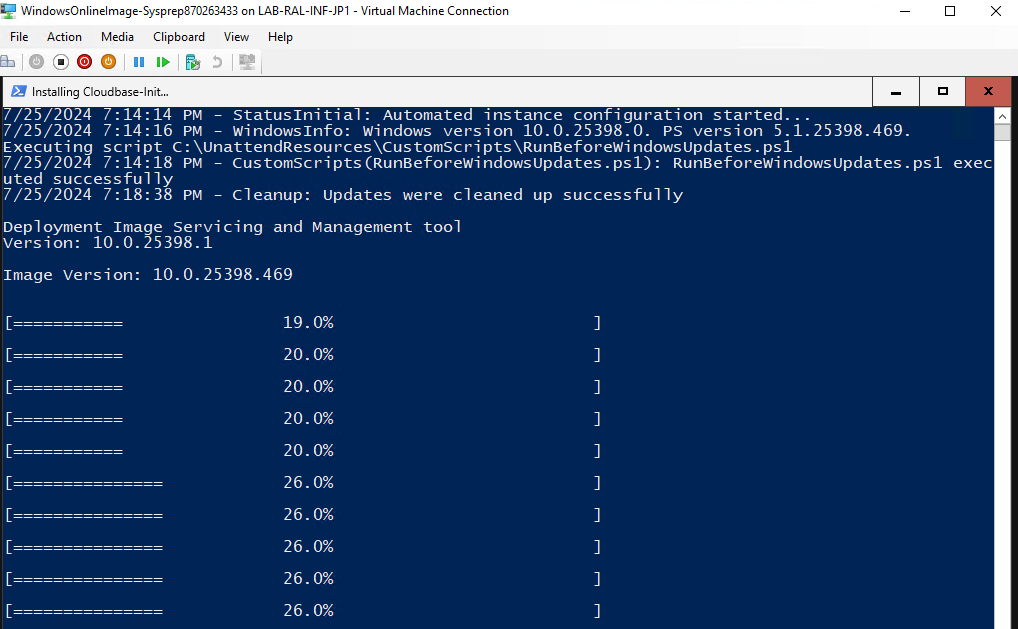 WindowsOnlineImage-Sysprep870263433 on LAB-RAL-INF-JP1 - Virtual Machine Connection
File Action Media Clipboard View Help
Installing Cloudbase-Init...
7/25/2024 7:14:14 PM - StatusInitial: Automated instance configuration started...
7/25/2024 7:14:16 PM - WindowsInfo: Windows version 10.0.25398.0. PS version 5.1.25398.469.
Executing script C:\UnattendResources\CustomScripts\RunBeforeWindowsUpdates.ps1
7/25/2024 7:14:18 PM - CustomScripts(RunBeforeWindowsUpdates.ps1): RunBeforeWindowsUpdates.ps1 exec
uted successfully
7/25/2024 7:18:38 PM - Cleanup: Updates were cleaned up successfully
Deployment Image Servicing and Management tool
Version: 10.0.25398.1
Image Version: 10.0.25398.469
[=========== 19.0% ]
[=========== 20.0% ]
[=========== 20.0% ]
[=========== 20.0% ]
[=========== 20.0% ]
[=============== 26.0% ]
[=============== 26.0% ]
[=============== 26.0% ]
[=============== 26.0% ]
[=============== 26.0% ]